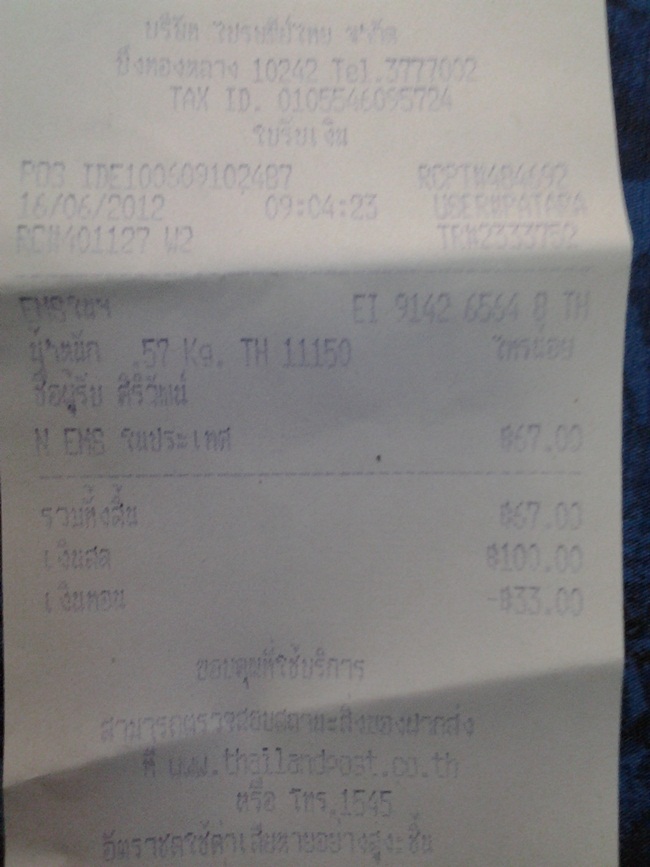 บริษัท ไปรษณีย์ไทย จำกัด
บึงทองหลาง 10242 Tel.3777002
TAX ID. 0105546095724
ใบรับเงิน
POS IDE100609102487 RCPT#484692
16/06/2012 09:04:23 USER#PATARA
RC#401127 W2 TR#2333752
EMSในฯ EI 9142 6564 8 TH
น้ำหนัก .57 Kg. TH 11150 ไทรน้อย
ชื่อผู้รับ สิริวิพน์
N EMS ในประเทศ ฿67.00
รวมทั้งสิ้น ฿67.00
เงินสด ฿100.00
เงินทอน -฿33.00
ขอบคุณที่ใช้บริการ
สามารถตรวจสอบสถานะสิ่งของฝากส่ง
ที่ www.thailandpost.co.th
หรือ โทร.1545
อัตราชดใช้ค่าเสียหายอย่างสูงะชิ้น